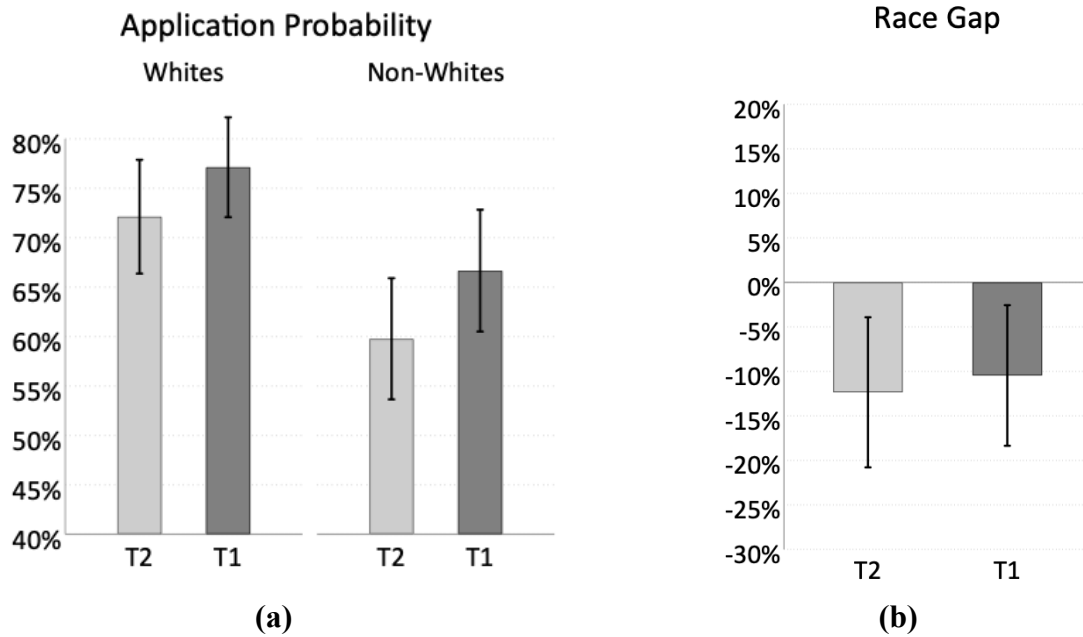 Application Probability
Whites
Non-Whites
80%
75%
70%
65%
60%
55%
50%
45%
40%
T2
T1
T2
T1
(a)
Race Gap
20%
15%
10%
5%
0%
-5%
-10%
-15%
-20%
-25%
-30%
T2
T1
(b)